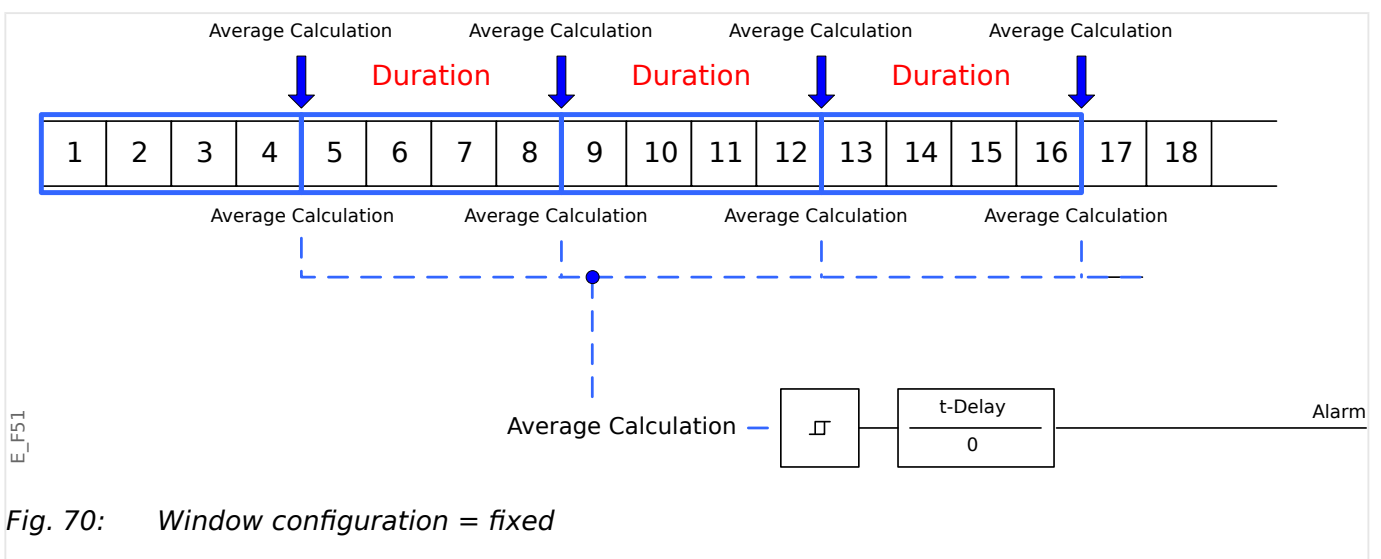 Average Calculation Average Calculation Average Calculation Average Calculation
Duration Duration Duration
1 2 3 4 5 6 7 8 9 10 11 12 13 14 15 16 17 18
Average Calculation Average Calculation Average Calculation Average Calculation
t-Delay
Alarm
Average Calculation
0
E_F51
Fig. 70: Window configuration = fixed